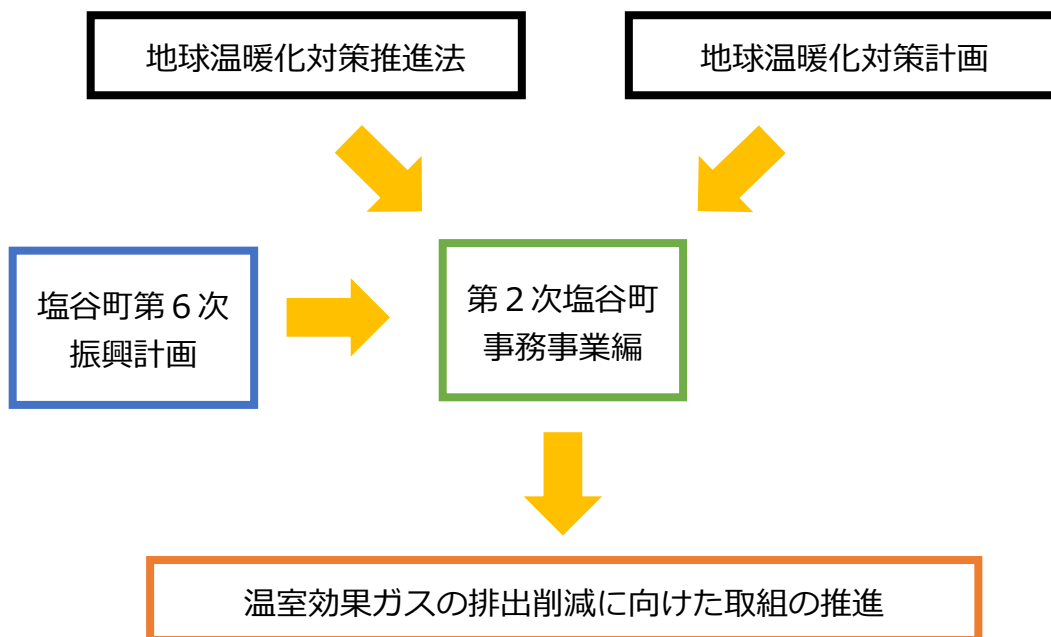 地球温暖化対策推進法
地球温暖化対策計画
塩谷町第６次
振興計画
第２次塩谷町
事務事業編
温室効果ガスの排出削減に向けた取組の推進